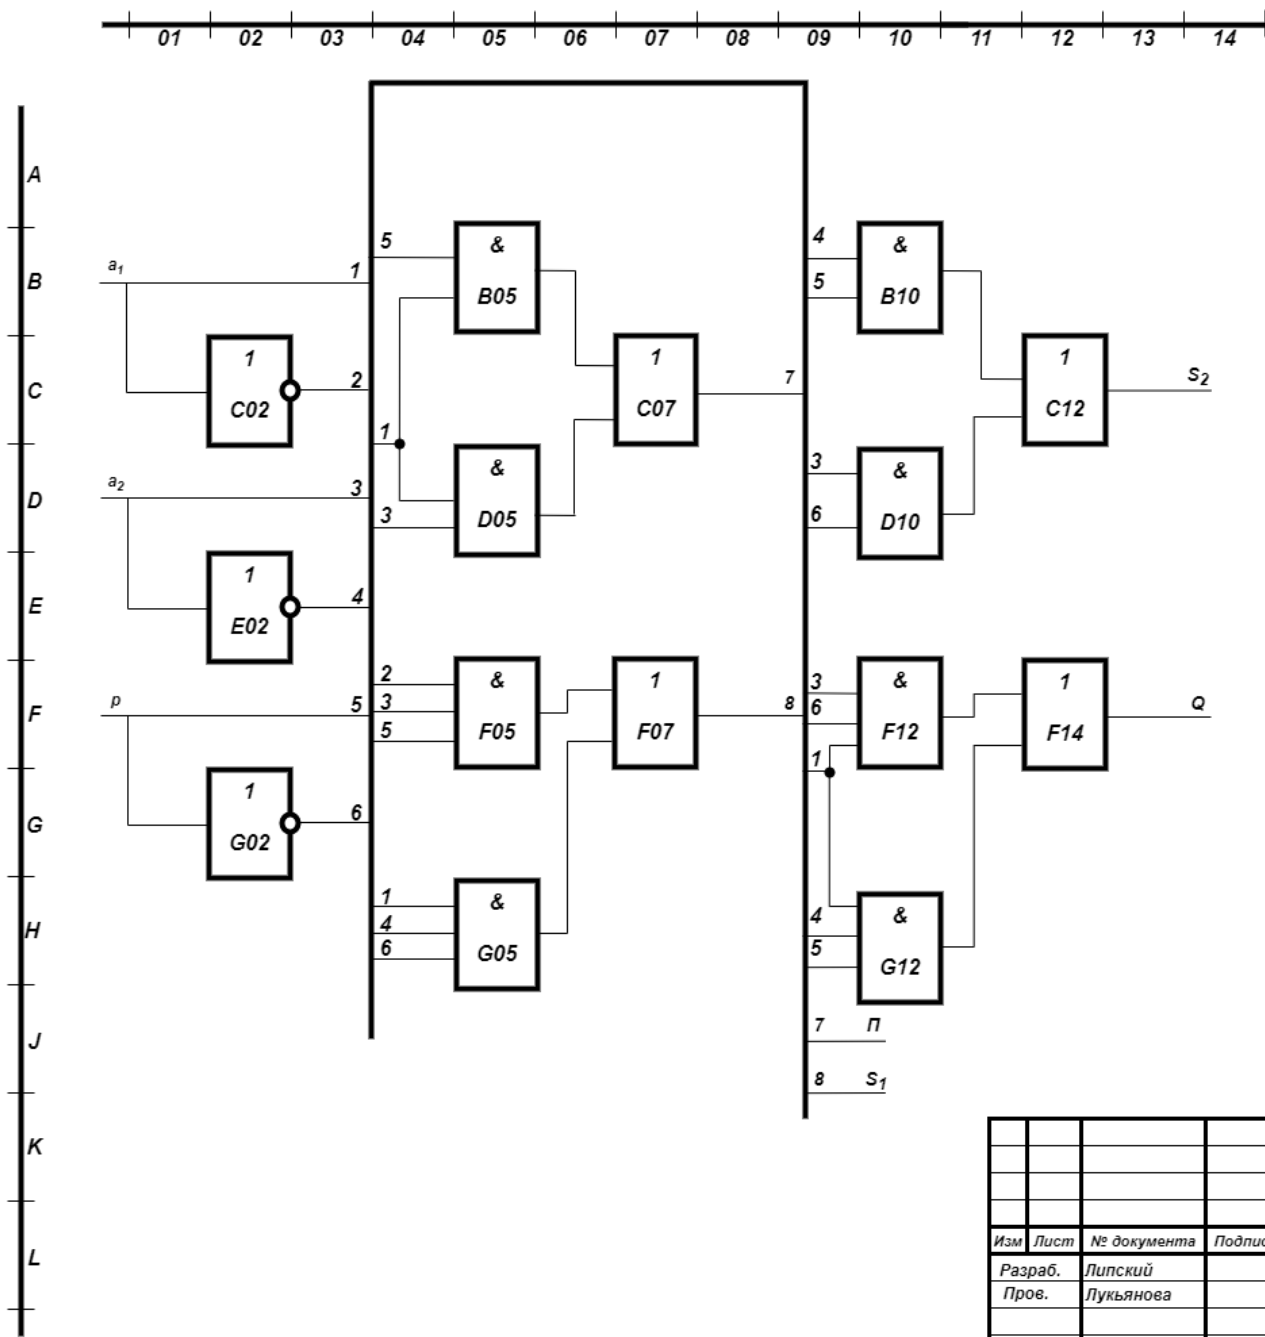 01 02 03 04 05 06 07 08 09 10 11 12 13 14
A
5 & 4 &
B a₁ 1 B05 5 B10
1 1 1
C 2 7 S₂
C02 C07 C12
1 & 3 &
a₂ 3
D 3 D05 6 D10
1
E 4
E02
2 & 1 3 & 1
p 3 6 Q
F 5 5 F05 F07 8 F12 F14
1
1
G 6
G02
1 & &
H 4 4
6 G05 5 G12
J 7 П
8 S₁
K
Изм Лист № документа
L Разраб. Липский
Пров. Лукьянова